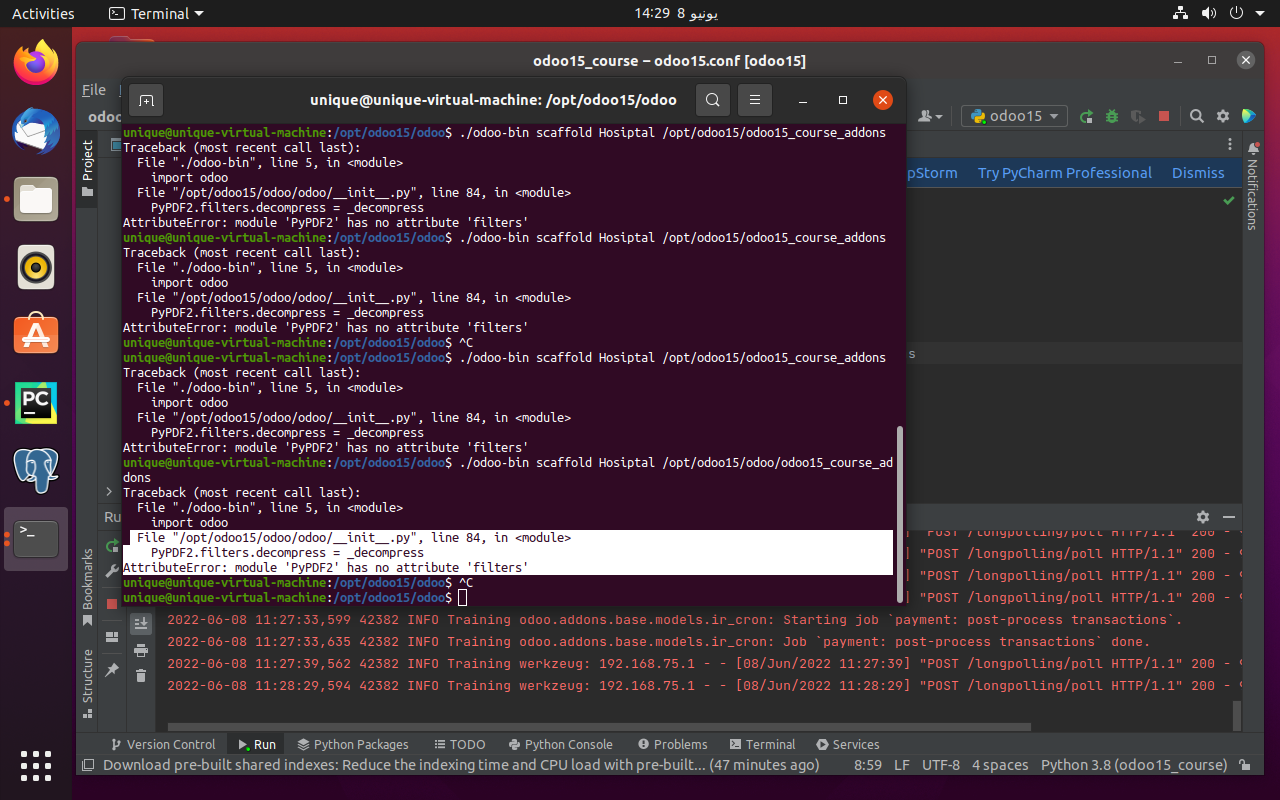 Activities
Terminal
14:29 8 يونيو
odoo15_course – odoo15.conf [odoo15]
File
unique@unique-virtual-machine: /opt/odoo15/odoo
odoo
odoo15
Project
pStorm
Try PyCharm Professional
Dismiss
Notifications
unique@unique-virtual-machine:/opt/odoo15/odoo$ ./odoo-bin scaffold Hosiptal /opt/odoo15/odoo15_course_addons
Traceback (most recent call last):
File "./odoo-bin", line 5, in <module>
import odoo
File "/opt/odoo15/odoo/odoo/__init__.py", line 84, in <module>
PyPDF2.filters.decompress = _decompress
AttributeError: module 'PyPDF2' has no attribute 'filters'
unique@unique-virtual-machine:/opt/odoo15/odoo$ ./odoo-bin scaffold Hosiptal /opt/odoo15/odoo15_course_addons
Traceback (most recent call last):
File "./odoo-bin", line 5, in <module>
import odoo
File "/opt/odoo15/odoo/odoo/__init__.py", line 84, in <module>
PyPDF2.filters.decompress = _decompress
AttributeError: module 'PyPDF2' has no attribute 'filters'
unique@unique-virtual-machine:/opt/odoo15/odoo$ ^C
unique@unique-virtual-machine:/opt/odoo15/odoo$ ./odoo-bin scaffold Hosiptal /opt/odoo15/odoo15_course_addons
s
Traceback (most recent call last):
File "./odoo-bin", line 5, in <module>
import odoo
File "/opt/odoo15/odoo/odoo/__init__.py", line 84, in <module>
PyPDF2.filters.decompress = _decompress
AttributeError: module 'PyPDF2' has no attribute 'filters'
unique@unique-virtual-machine:/opt/odoo15/odoo$ ./odoo-bin scaffold Hosiptal /opt/odoo15/odoo/odoo15_course_ad
dons
Traceback (most recent call last):
File "./odoo-bin", line 5, in <module>
import odoo
File "/opt/odoo15/odoo/odoo/__init__.py", line 84, in <module>
PyPDF2.filters.decompress = _decompress
AttributeError: module 'PyPDF2' has no attribute 'filters'
unique@unique-virtual-machine:/opt/odoo15/odoo$ ^C
unique@unique-virtual-machine:/opt/odoo15/odoo$
PC
>_
Ru
Bookmarks
Structure
] "POST /longpolling/poll HTTP/1.1" 200 -
] "POST /longpolling/poll HTTP/1.1" 200 -
] "POST /longpolling/poll HTTP/1.1" 200 -
] "POST /longpolling/poll HTTP/1.1" 200 -
2022-06-08 11:27:33,599 42382 INFO Training odoo.addons.base.models.ir_cron: Starting job `payment: post-process transactions`.
2022-06-08 11:27:33,635 42382 INFO Training odoo.addons.base.models.ir_cron: Job `payment: post-process transactions` done.
2022-06-08 11:27:39,562 42382 INFO Training werkzeug: 192.168.75.1 - - [08/Jun/2022 11:27:39] "POST /longpolling/poll HTTP/1.1" 200 -
2022-06-08 11:28:29,594 42382 INFO Training werkzeug: 192.168.75.1 - - [08/Jun/2022 11:28:29] "POST /longpolling/poll HTTP/1.1" 200 -
Version Control
Run
Python Packages
TODO
Python Console
Problems
Terminal
Services
Download pre-built shared indexes: Reduce the indexing time and CPU load with pre-built... (47 minutes ago)
8:59
LF
UTF-8
4 spaces
Python 3.8 (odoo15_course)